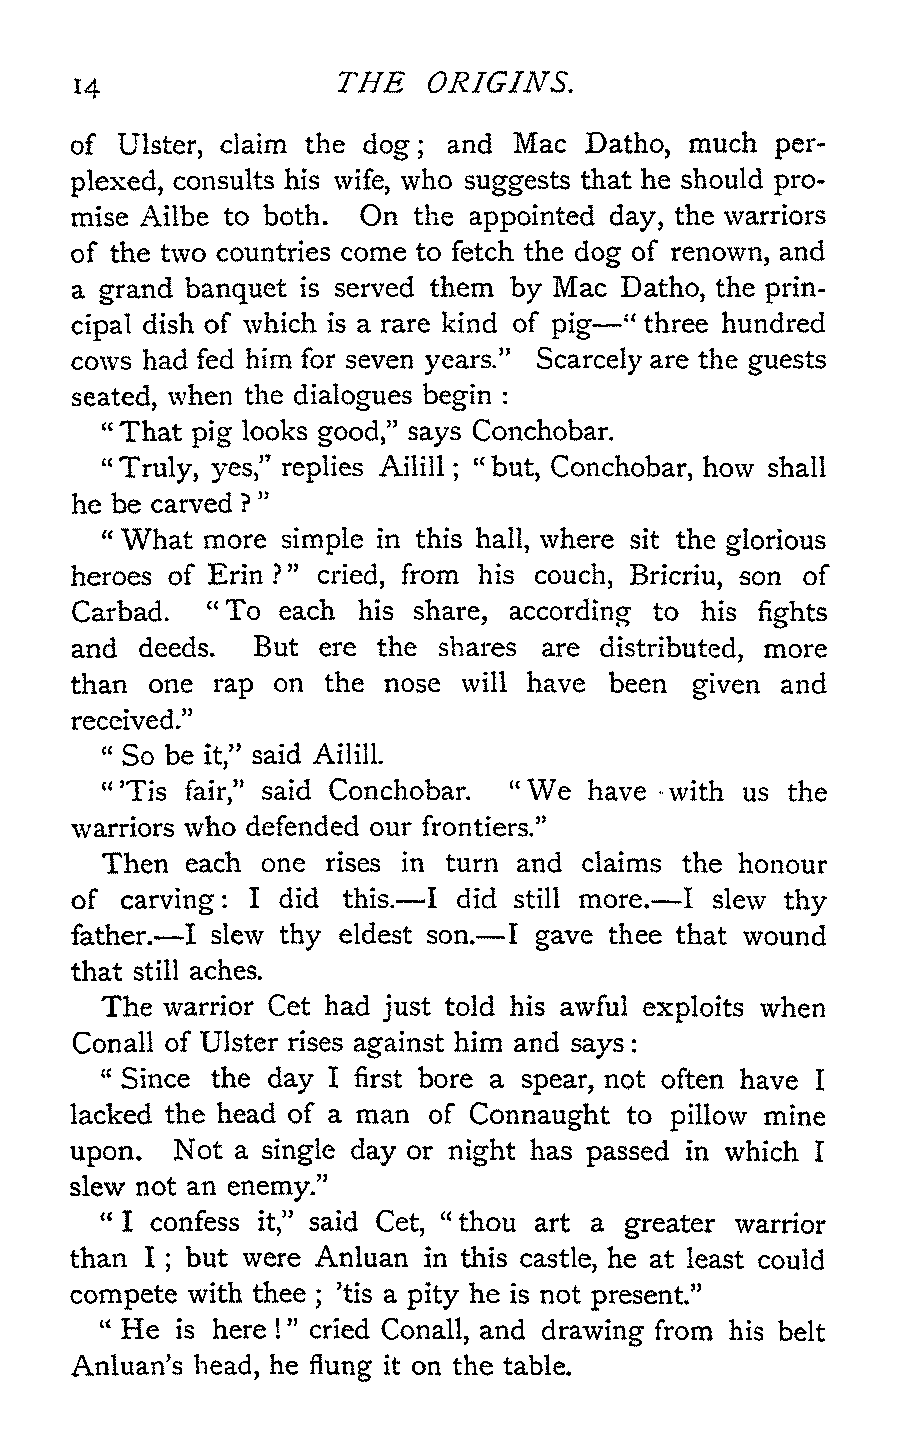 14 THE ORIGINS.
of Ulster, claim the dog; and Mac Datho, much per-
plexed, consults his wife, who suggests that he should pro-
mise Ailbe to both. On the appointed day, the warriors
of the two countries come to fetch the dog of renown, and
a grand banquet is served them by Mac Datho, the prin-
cipal dish of which is a rare kind of pig—“three hundred
cows had fed him for seven years.” Scarcely are the guests
seated, when the dialogues begin :
“That pig looks good,” says Conchobar.
“Truly, yes,” replies Ailill; “but, Conchobar, how shall
he be carved ?”
“What more simple in this hall, where sit the glorious
heroes of Erin ?” cried, from his couch, Bricriu, son of
Carbad. “To each his share, according to his fights
and deeds. But ere the shares are distributed, more
than one rap on the nose will have been given and
received.”
“So be it,” said Ailill.
“’Tis fair,” said Conchobar. “We have with us the
warriors who defended our frontiers.”
Then each one rises in turn and claims the honour
of carving: I did this.—I did still more.—I slew thy
father.—I slew thy eldest son.—I gave thee that wound
that still aches.
The warrior Cet had just told his awful exploits when
Conall of Ulster rises against him and says:
“Since the day I first bore a spear, not often have I
lacked the head of a man of Connaught to pillow mine
upon. Not a single day or night has passed in which I
slew not an enemy.”
“I confess it,” said Cet, “thou art a greater warrior
than I; but were Anluan in this castle, he at least could
compete with thee; ’tis a pity he is not present.”
“He is here!” cried Conall, and drawing from his belt
Anluan’s head, he flung it on the table.